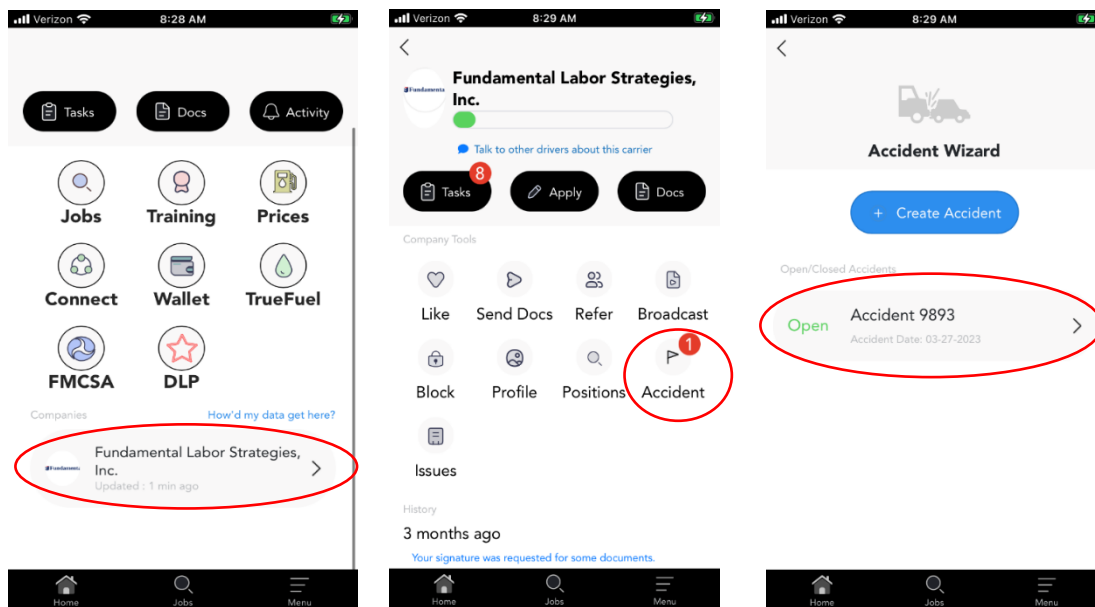 Verizon
8:28 AM
Tasks
Docs
Activity
Jobs
Training
Prices
Connect
Wallet
TrueFuel
FMCSA
DLP
Companies
How'd my data get here?
Fundamental Labor Strategies,
Inc.
Updated : 1 min ago
Home
Jobs
Menu
Verizon
8:29 AM
Fundamental Labor Strategies,
Inc.
Talk to other drivers about this carrier
8
Tasks
Apply
Docs
Company Tools
Like
Send Docs
Refer
Broadcast
1
Block
Profile
Positions
Accident
Issues
History
3 months ago
Your signature was requested for some documents.
Home
Jobs
Menu
Verizon
8:29 AM
Accident Wizard
+ Create Accident
Open/Closed Accidents
Open
Accident 9893
Accident Date: 03-27-2023
Home
Jobs
Menu